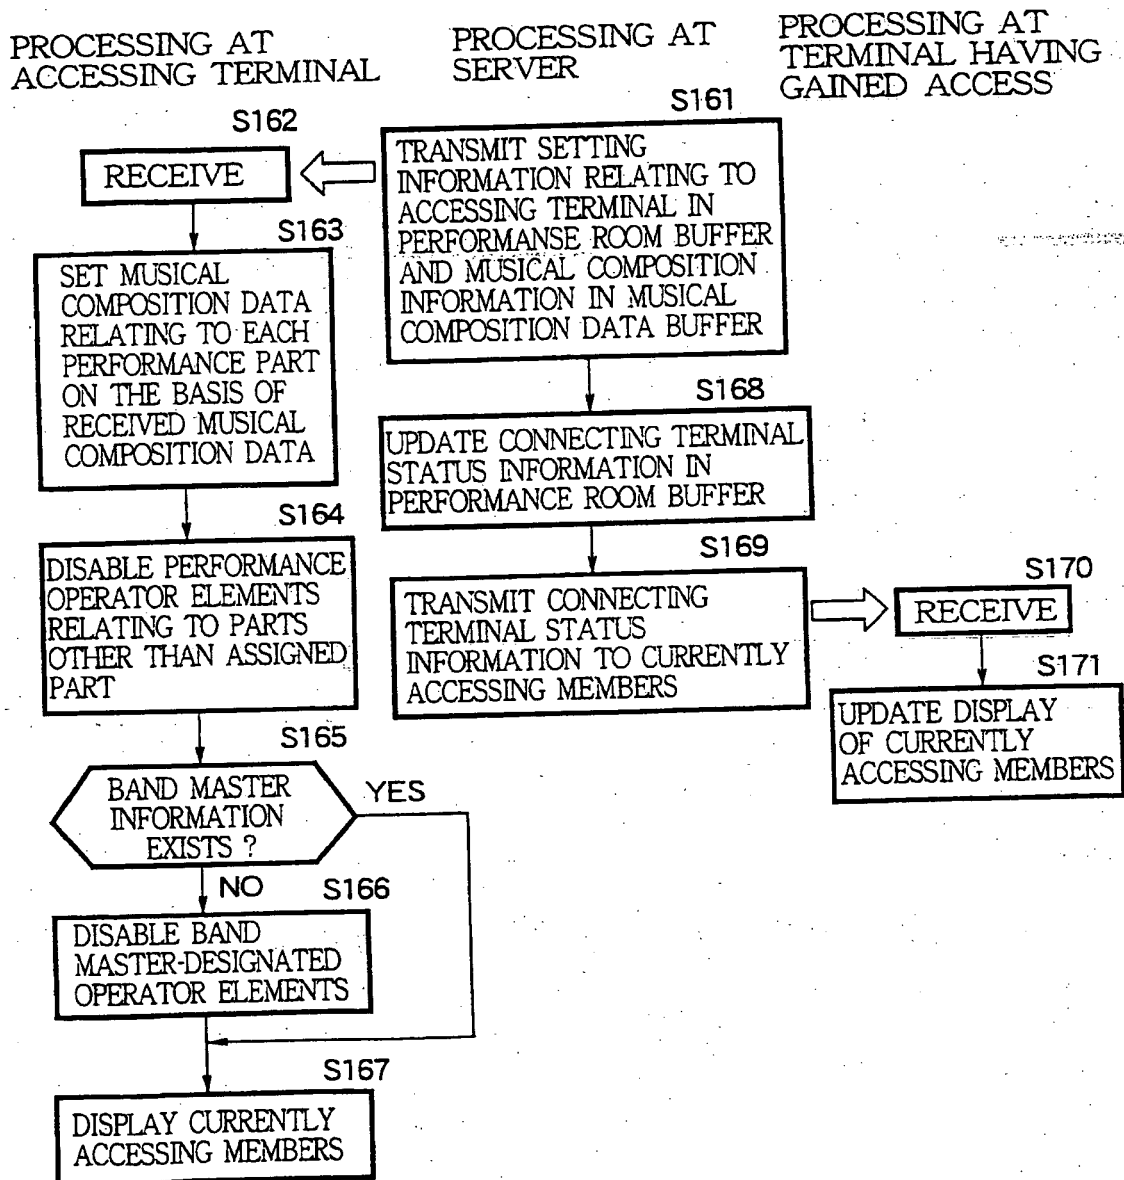 PROCESSING AT
ACCESSING TERMINAL
PROCESSING AT
SERVER
PROCESSING AT
TERMINAL HAVING
GAINED ACCESS
S162
RECEIVE
S163
SET MUSICAL
COMPOSITION DATA
RELATING TO EACH
PERFORMANCE PART
ON THE BASIS OF
RECEIVED MUSICAL
COMPOSITION DATA
S164
DISABLE PERFORMANCE
OPERATOR ELEMENTS
RELATING TO PARTS
OTHER THAN ASSIGNED
PART
S165
BAND MASTER
INFORMATION
EXISTS ?
YES
NO
S166
DISABLE BAND
MASTER-DESIGNATED
OPERATOR ELEMENTS
S167
DISPLAY CURRENTLY
ACCESSING MEMBERS
S161
TRANSMIT SETTING
INFORMATION RELATING TO
ACCESSING TERMINAL IN
PERFORMANSE ROOM BUFFER
AND MUSICAL COMPOSITION
INFORMATION IN MUSICAL
COMPOSITION DATA BUFFER
S168
UPDATE CONNECTING TERMINAL
STATUS INFORMATION IN
PERFORMANCE ROOM BUFFER
S169
TRANSMIT CONNECTING
TERMINAL STATUS
INFORMATION TO CURRENTLY
ACCESSING MEMBERS
S170
RECEIVE
S171
UPDATE DISPLAY
OF CURRENTLY
ACCESSING MEMBERS